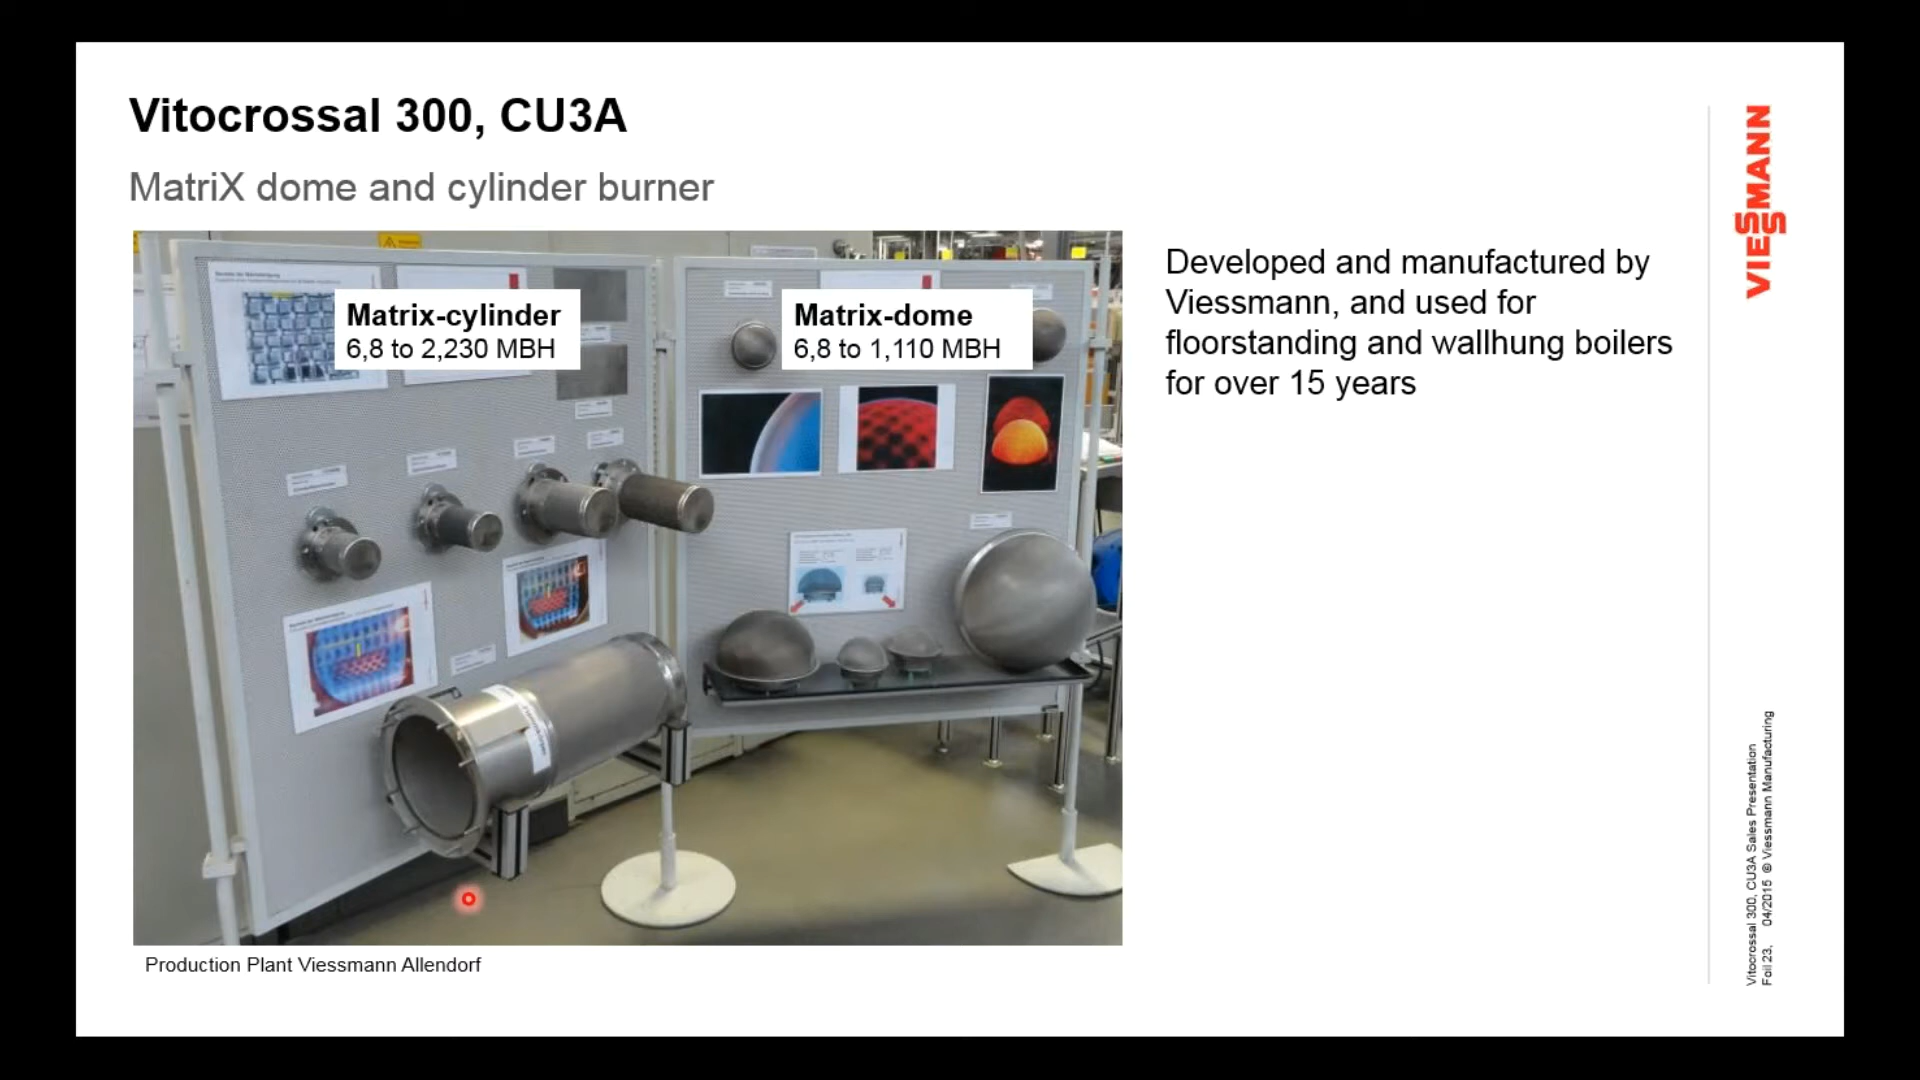 Vitocrossal 300, CU3A
MatriX dome and cylinder burner
Matrix-cylinder
6,8 to 2,230 MBH
Matrix-dome
6,8 to 1,110 MBH
Developed and manufactured by
Viessmann, and used for
floorstanding and wallhung boilers
for over 15 years
Production Plant Viessmann Allendorf
VIESSMANN
Vitocrossal 300, CU3A Sales Presentation
Foil 23, 04/2015 © Viessmann Manufacturing